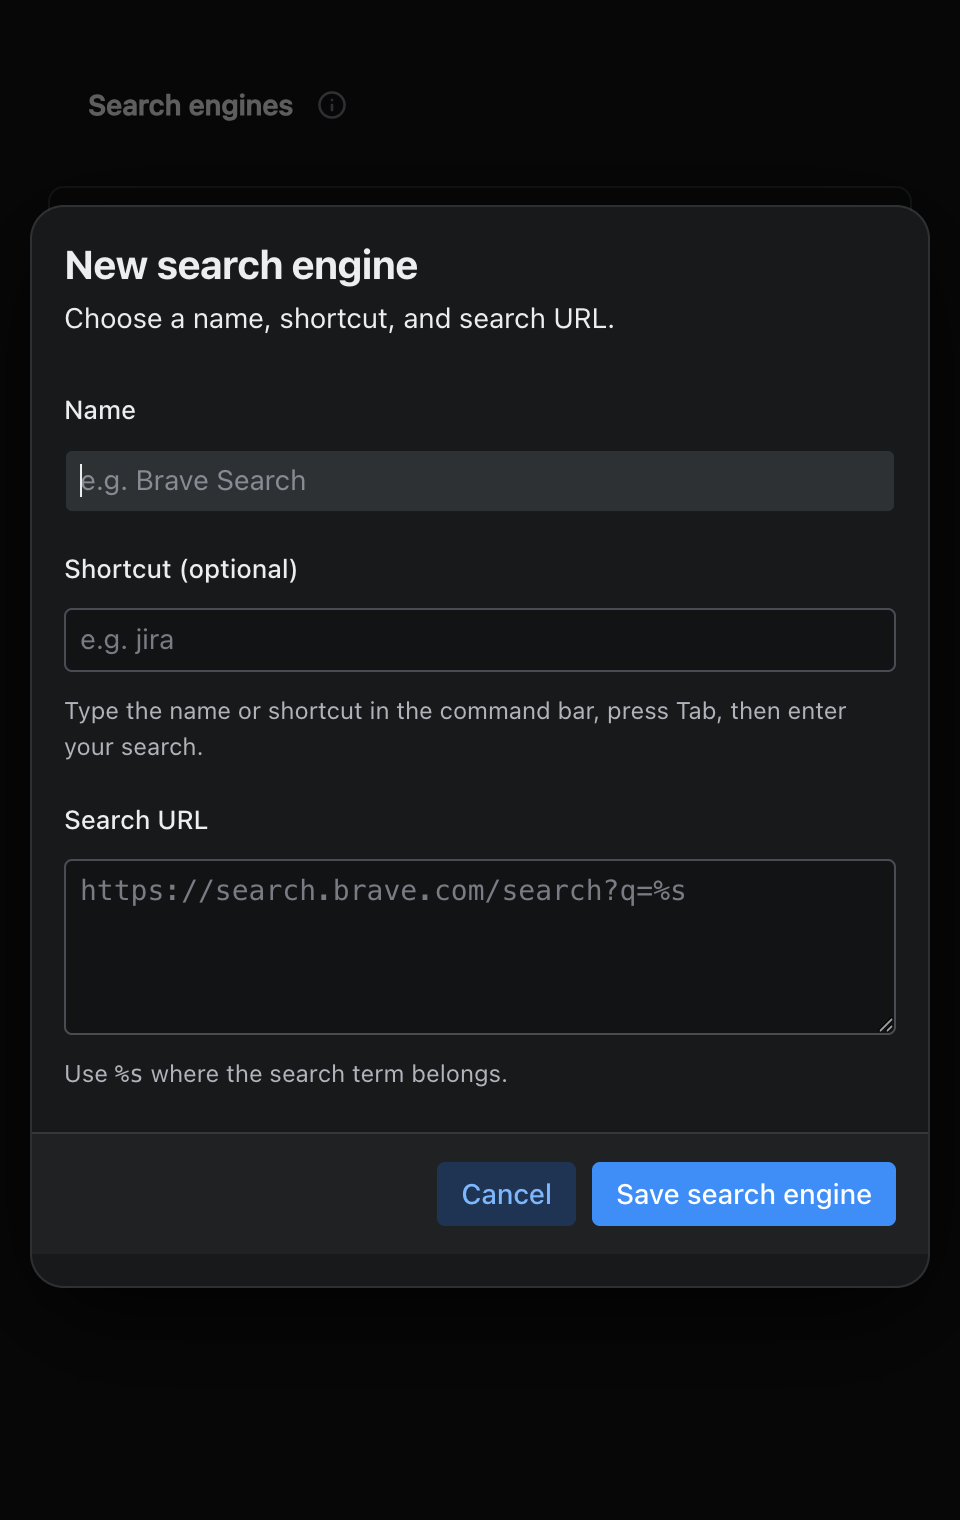 Search engines
New search engine
Choose a name, shortcut, and search URL.
Name
e.g. Brave Search
Shortcut (optional)
e.g. jira
Type the name or shortcut in the command bar, press Tab, then enter
your search.
Search URL
https://search.brave.com/search?q=%s
Use %s where the search term belongs.
Cancel
Save search engine